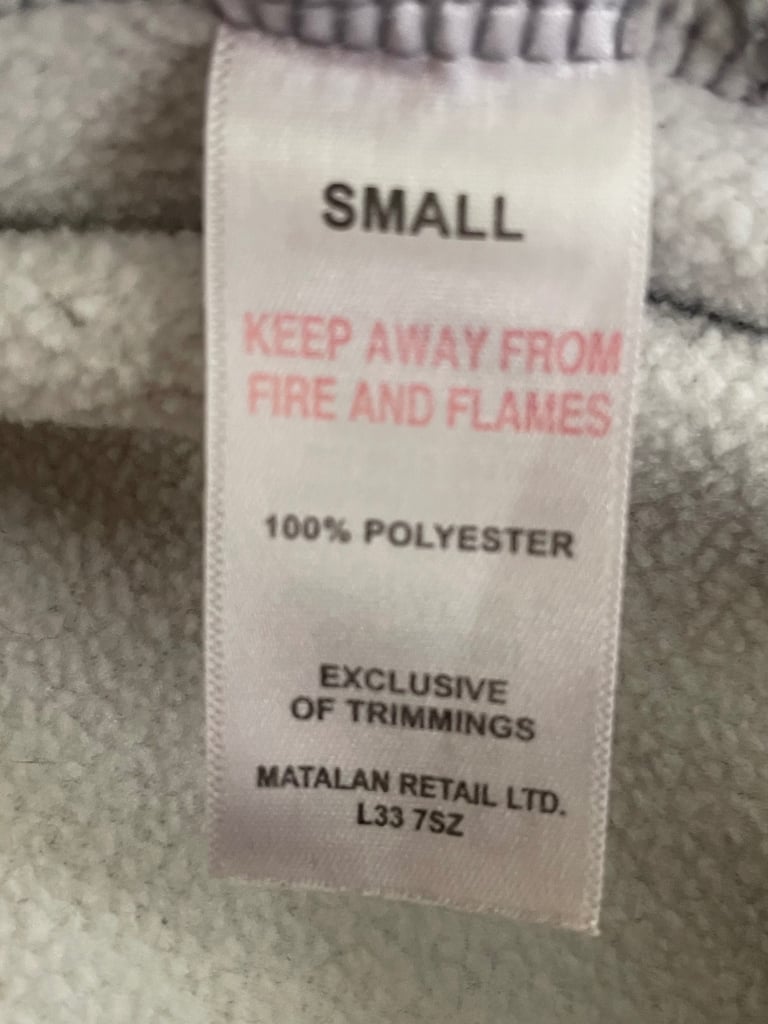 SMALL
KEEP AWAY FROM
FIRE AND FLAMES
100% POLYESTER
EXCLUSIVE
OF TRIMMINGS
MATALAN RETAIL LTD.
L33 7SZ